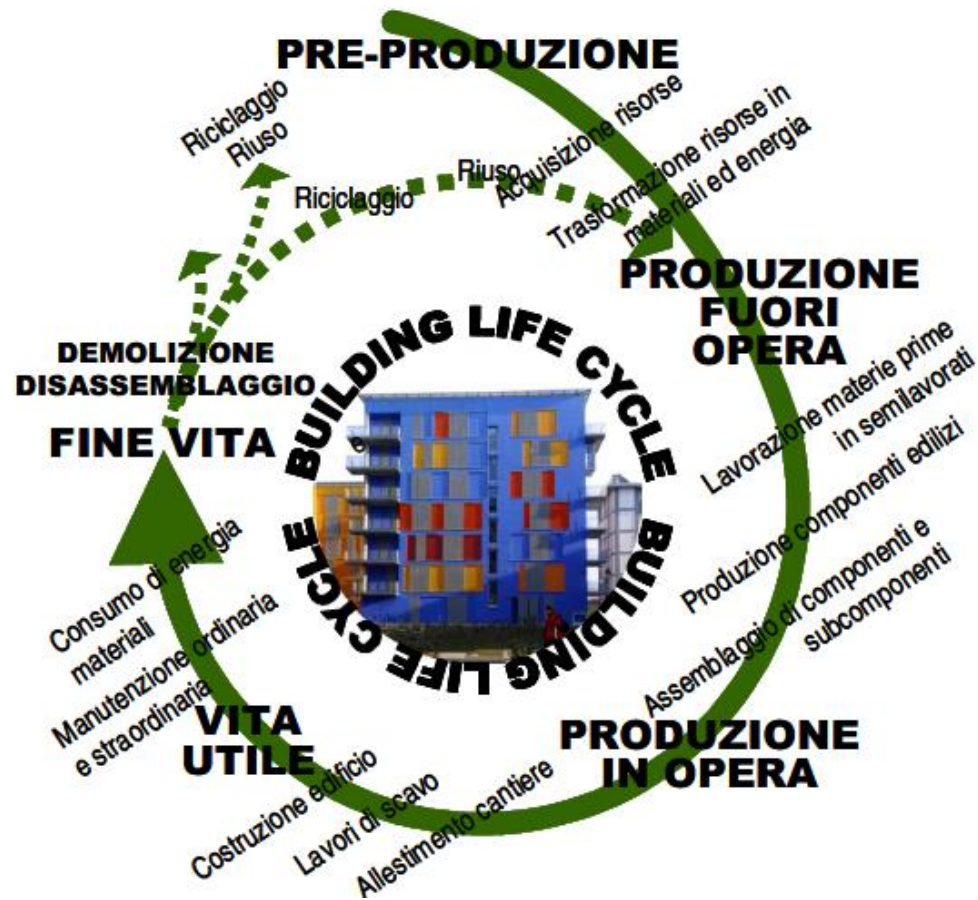 PRE-PRODUZIONE
Acquisizione risorse
Trasformazione risorse in
materiali ed energia
PRODUZIONE
FUORI
OPERA
Lavorazione materie prime
in semilavorati
Produzione componenti edilizi
Assemblaggio di componenti e
subcomponenti
PRODUZIONE
IN OPERA
Allestimento cantiere
Lavori di scavo
Costruzione edificio
VITA
UTILE
Manutenzione ordinaria
e straordinaria
Consumo di energia
e
materiali
FINE VITA
DEMOLIZIONE
DISASSEMBLAGGIO
Riciclaggio
Riuso
Riciclaggio
Riuso
BUILDING LIFE CYCLE
BUILDING LIFE CYCLE